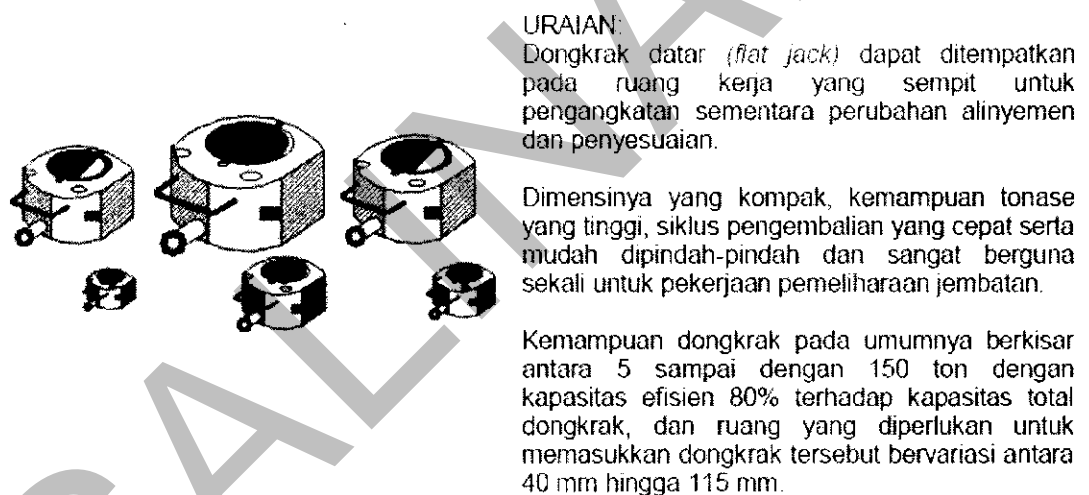 URAIAN:
Dongkrak datar (flat jack) dapat ditempatkan
pada ruang kerja yang sempit untuk
pengangkatan sementara perubahan alinyemen
dan penyesuaian.
Dimensinya yang kompak, kemampuan tonase
yang tinggi, siklus pengembalian yang cepat serta
mudah dipindah-pindah dan sangat berguna
sekali untuk pekerjaan pemeliharaan jembatan.
Kemampuan dongkrak pada umumnya berkisar
antara 5 sampai dengan 150 ton dengan
kapasitas efisien 80% terhadap kapasitas total
dongkrak, dan ruang yang diperlukan untuk
memasukkan dongkrak tersebut bervariasi antara
40 mm hingga 115 mm.
SALINA